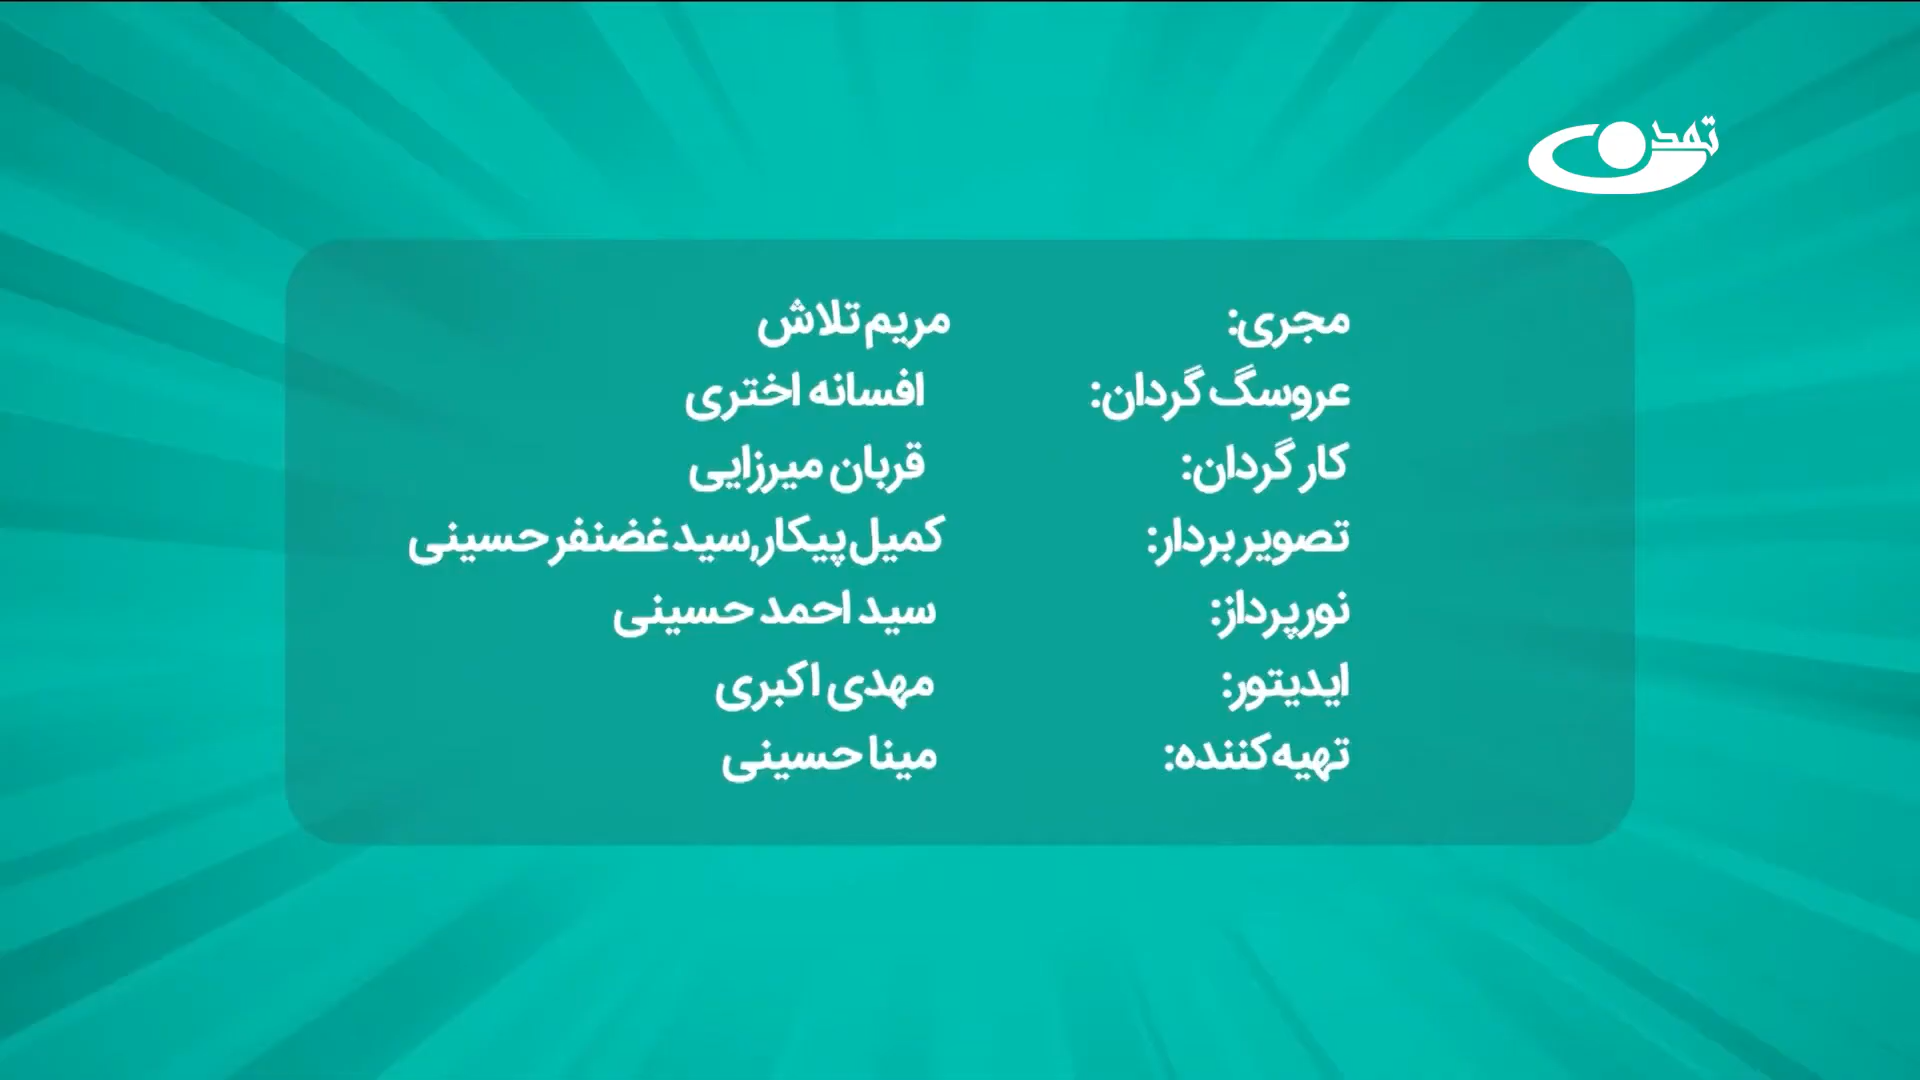 تمدن
مجری: مریم تلاش
عروسگ گردان: افسانه اختری
کار گردان: قربان میرزایی
تصویر بردار: کمیل پیکار,سید غضنفر حسینی
نورپرداز: سید احمد حسینی
ایدیتور: مهدی اکبری
تهیه کننده: مینا حسینی